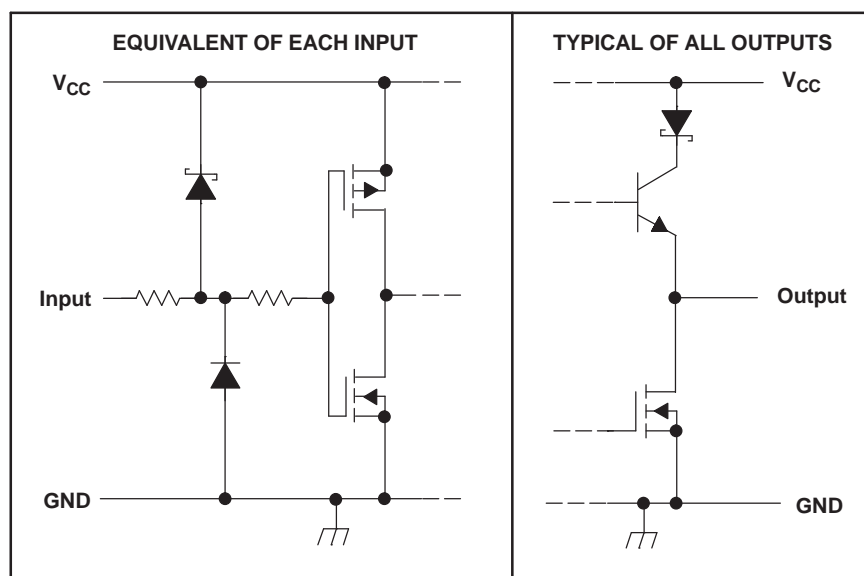 EQUIVALENT OF EACH INPUT
VCC
Input
GND
TYPICAL OF ALL OUTPUTS
VCC
Output
GND